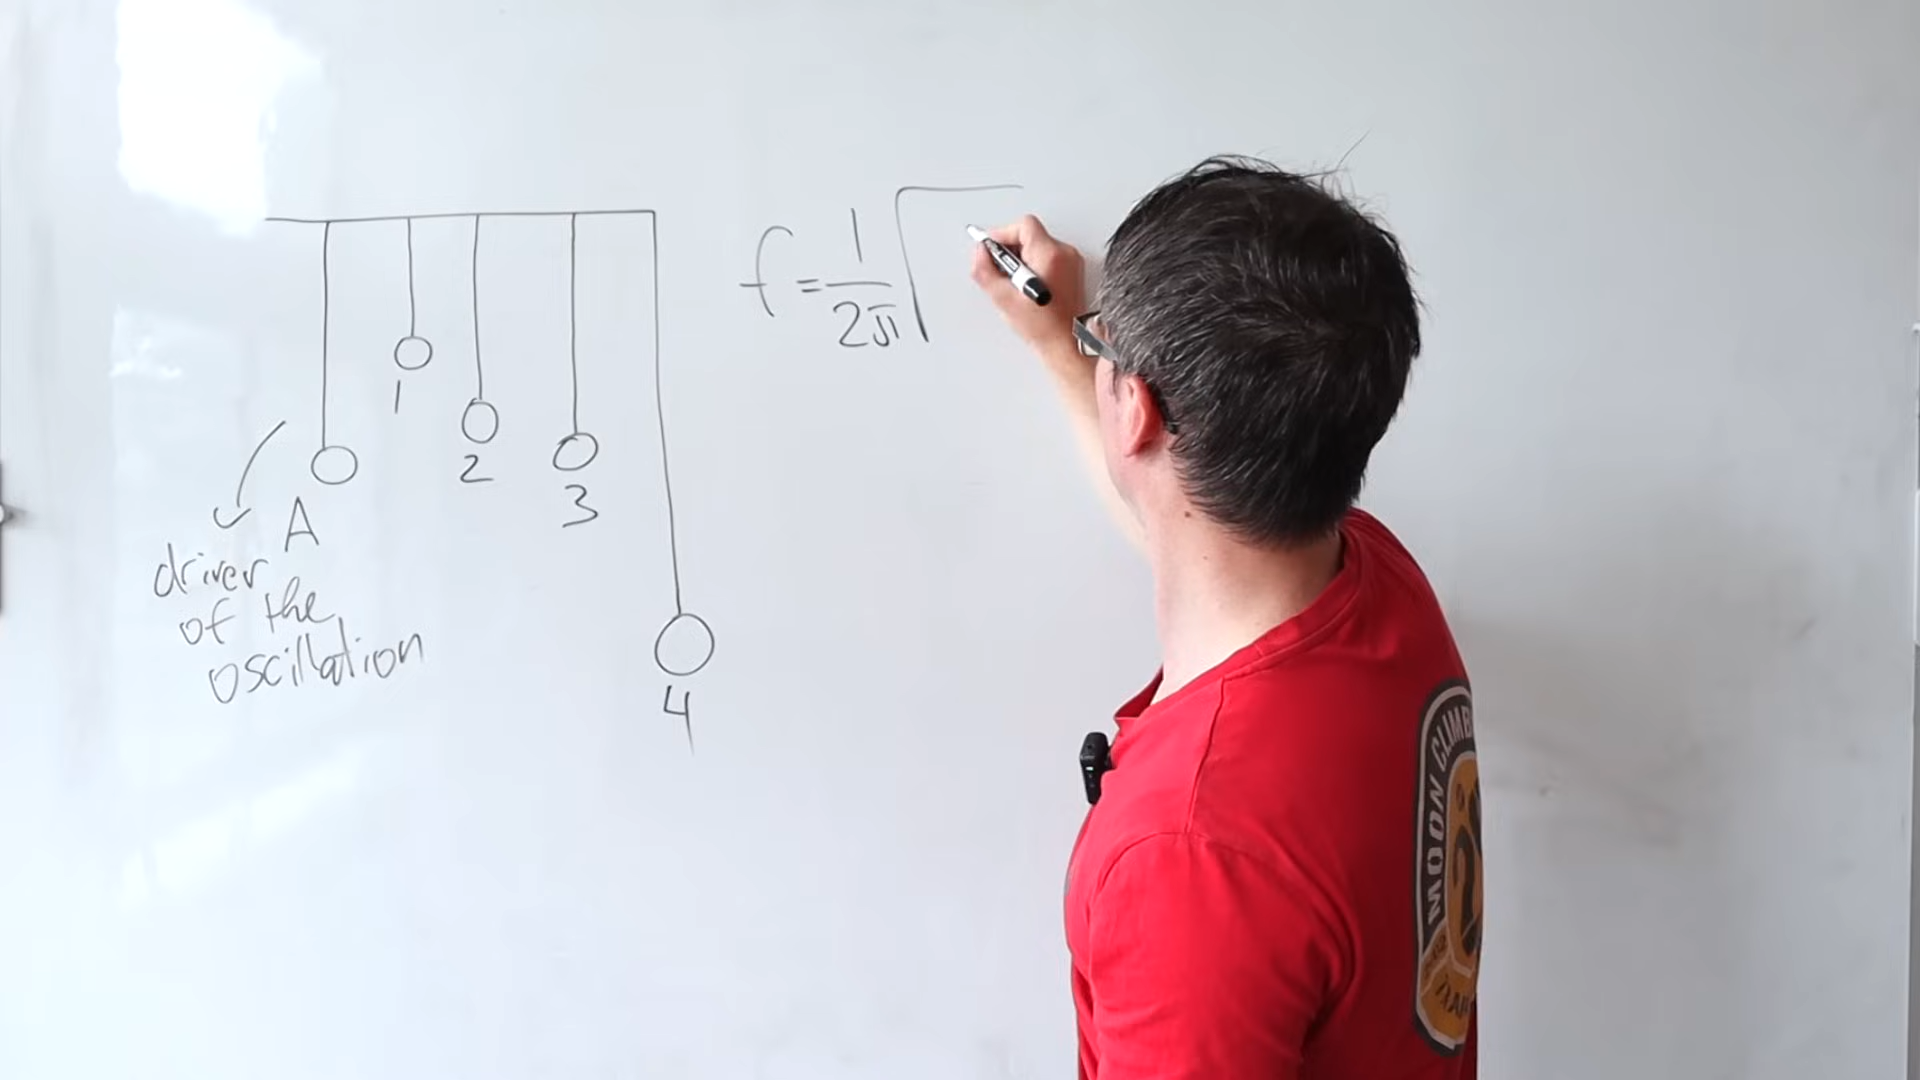 f = 1/2π √
1
2
3
A
driver
of the
oscillation
4
MOON CLIMB